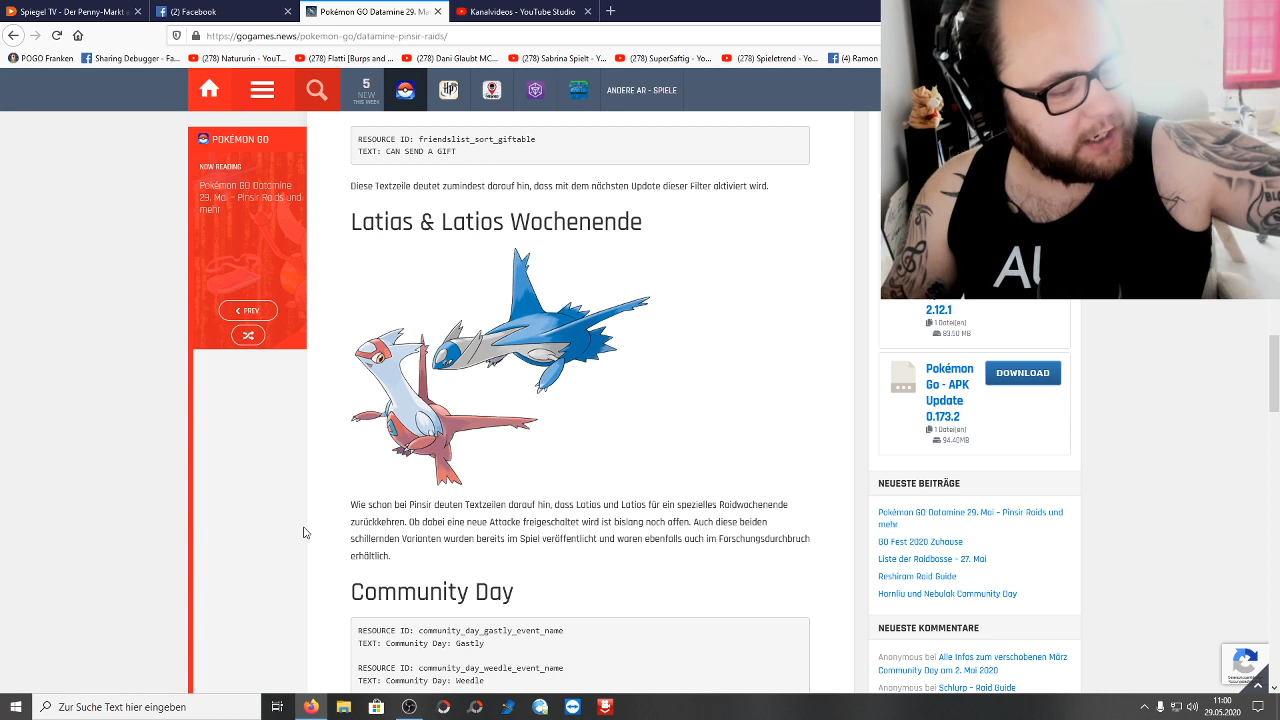 Spiegel TV - Der Penny-Markt a
(2) Facebook
Pokémon GO Datamine 29. Ma
Kanalvideos - YouTube Studio
https://gogames.news/pokemon-go/datamine-pinsir-raids/
POGO Franken
Sharing Debugger - Fa...
(278) Natururin - YouT...
(278) Flatti [Burps and ...
(278) Dani Glaubt MC...
(278) Sabrina Spielt - Y...
(278) SuperSaftig - Yo...
(278) Spieletrend - Yo...
(4) Ramon
5
NEW
THIS WEEK
ANDERE AR - SPIELE
POKÉMON GO
NOW READING
Pokémon GO Datamine
29. Mai – Pinsir Raids und
mehr
PREV
RESOURCE ID: friendslist_sort_giftable
TEXT: CAN SEND A GIFT
Diese Textzeile deutet zumindest darauf hin, dass mit dem nächsten Update dieser Filter aktiviert wird.
Latias & Latios Wochenende
Wie schon bei Pinsir deuten Textzeilen darauf hin, dass Latias und Latios für ein spezielles Raidwochenende
zurückkehren. Ob dabei eine neue Attacke freigeschaltet wird ist bislang noch offen. Auch diese beiden
schillernden Varianten wurden bereits im Spiel veröffentlicht und waren ebenfalls auch im Forschungsdurchbruch
erhältlich.
Community Day
RESOURCE ID: community_day_gastly_event_name
TEXT: Community Day: Gastly
RESOURCE ID: community_day_weedle_event_name
TEXT: Community Day: Weedle
Al
2.12.1
1 Datei(en)
83.50 MB
Pokémon
Go - APK
Update
0.173.2
1 Datei(en)
94.40MB
DOWNLOAD
NEUESTE BEITRÄGE
Pokémon GO Datamine 29. Mai – Pinsir Raids und
mehr
GO Fest 2020 Zuhause
Liste der Raidbosse – 27. Mai
Reshiram Raid Guide
Hornliu und Nebulak Community Day
NEUESTE KOMMENTARE
Anonymous bei Alle Infos zum verschobenen März
Community Day am 2. Mai 2020
Anonymous bei Schlurp – Raid Guide
Zur Suche Text hier eingeben
11:00
29.05.2020